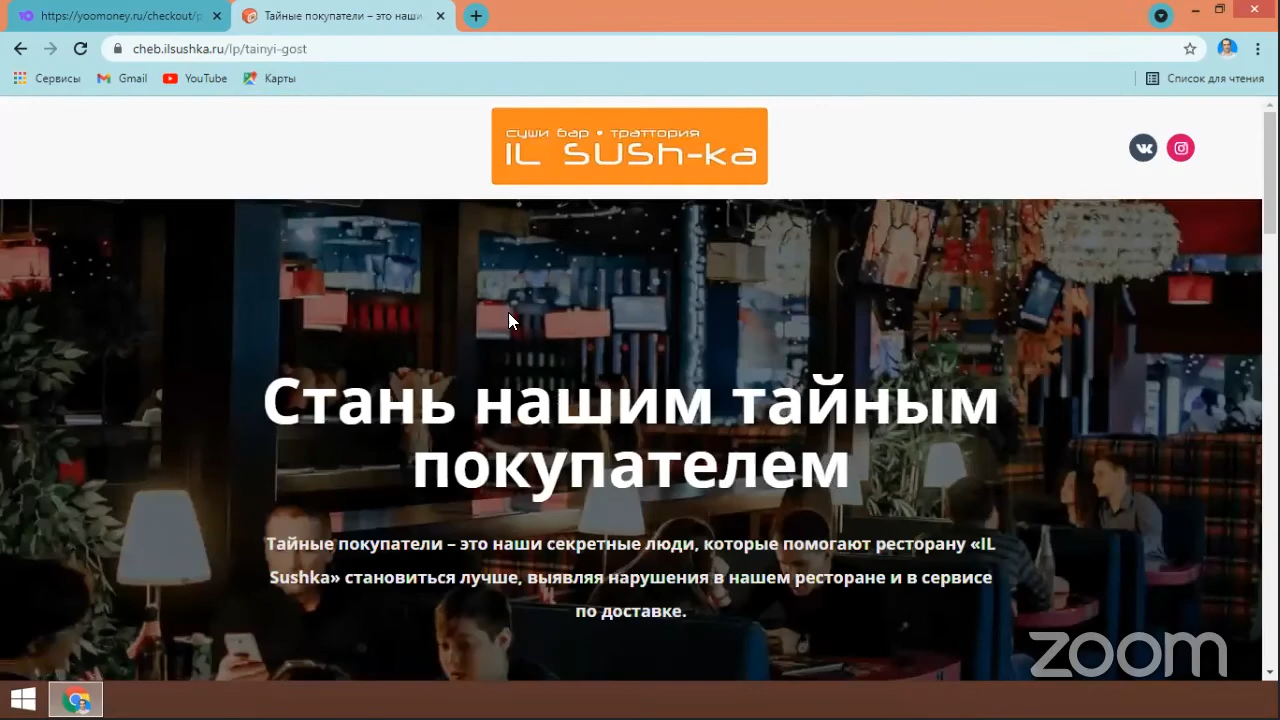 https://yoomoney.ru/checkout/p
Тайные покупатели – это наши
cheb.ilsushka.ru/lp/tainyi-gost
Сервисы
Gmail
YouTube
Карты
Список для чтения
суши бар • траттория
IL SUSh-ka
Стань нашим тайным
покупателем
Тайные покупатели – это наши секретные люди, которые помогают ресторану «IL
Sushka» становиться лучше, выявляя нарушения в нашем ресторане и в сервисе
по доставке.
zoom